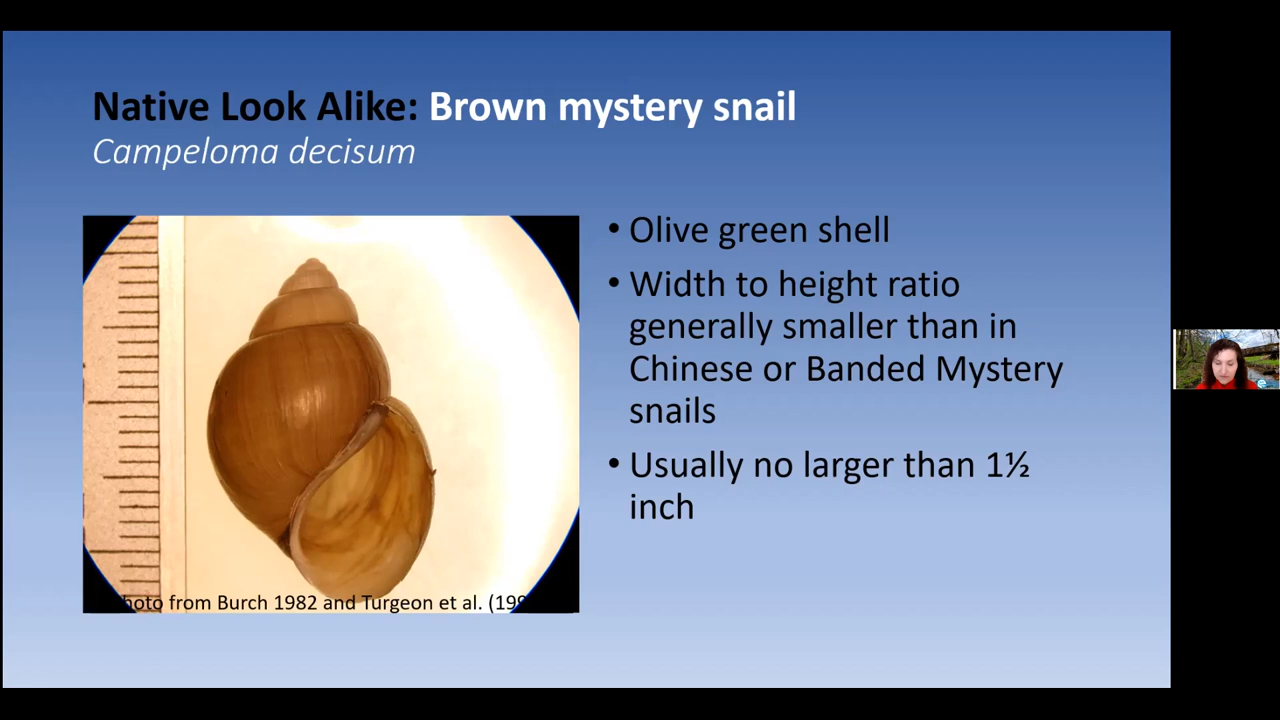 Native Look Alike: Brown mystery snail
Campeloma decisum
• Olive green shell
• Width to height ratio
generally smaller than in
Chinese or Banded Mystery
snails
• Usually no larger than 1½
inch
from Burch 1982 and Turgeon et al.